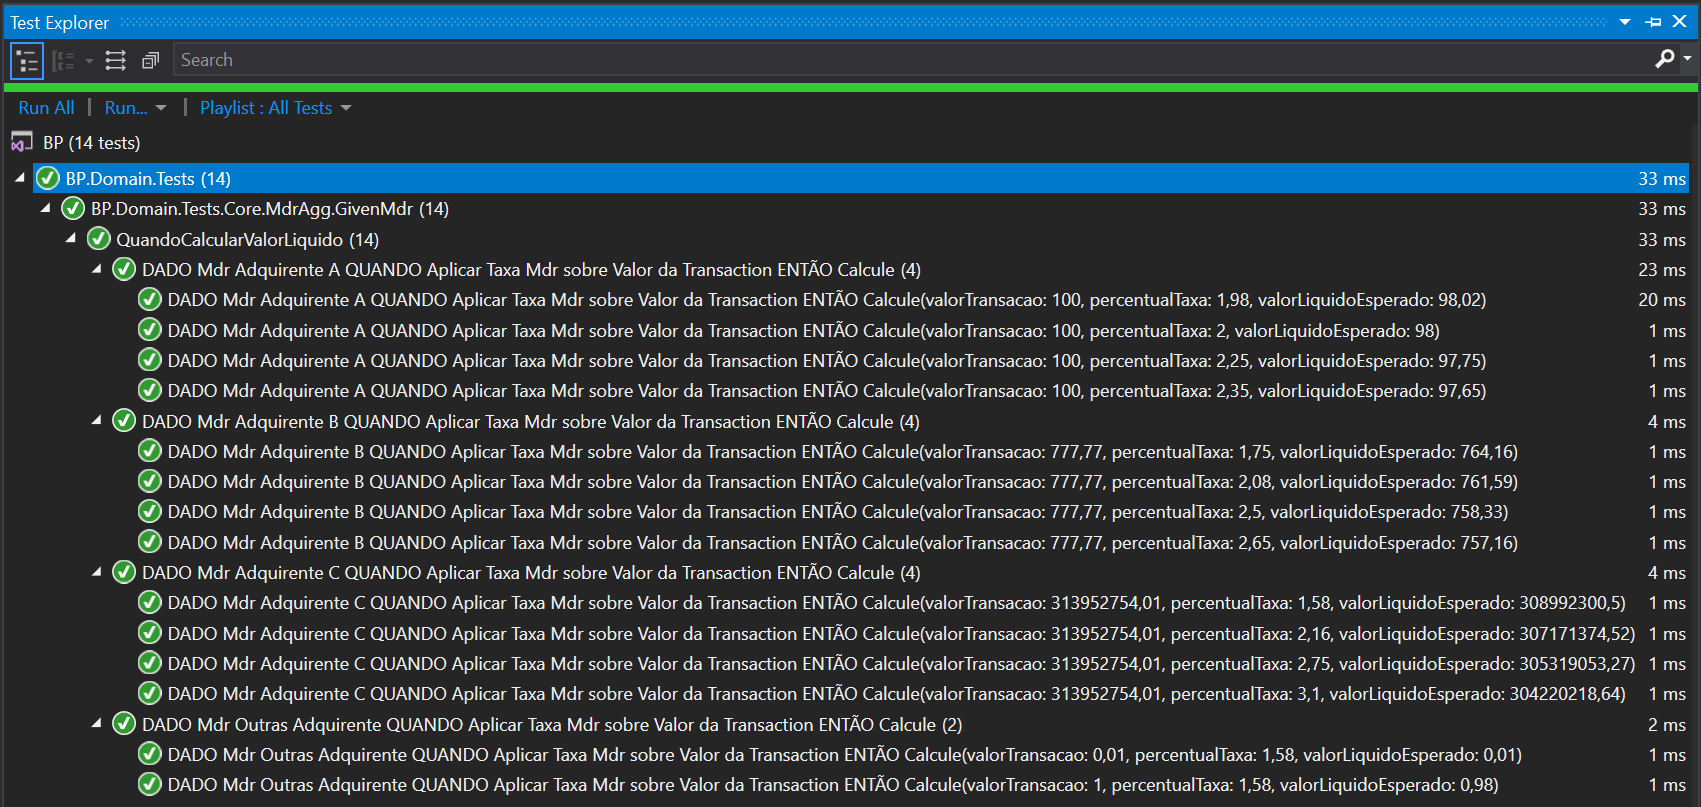 Test Explorer
Search
Run All | Run... | Playlist : All Tests
BP (14 tests)
BP.Domain.Tests (14) 33 ms
BP.Domain.Tests.Core.MdrAgg.GivenMdr (14) 33 ms
QuandoCalcularValorLiquido (14) 33 ms
DADO Mdr Adquirente A QUANDO Aplicar Taxa Mdr sobre Valor da Transaction ENTÃO Calcule (4) 23 ms
DADO Mdr Adquirente A QUANDO Aplicar Taxa Mdr sobre Valor da Transaction ENTÃO Calcule(valorTransacao: 100, percentualTaxa: 1,98, valorLiquidoEsperado: 98,02) 20 ms
DADO Mdr Adquirente A QUANDO Aplicar Taxa Mdr sobre Valor da Transaction ENTÃO Calcule(valorTransacao: 100, percentualTaxa: 2, valorLiquidoEsperado: 98) 1 ms
DADO Mdr Adquirente A QUANDO Aplicar Taxa Mdr sobre Valor da Transaction ENTÃO Calcule(valorTransacao: 100, percentualTaxa: 2,25, valorLiquidoEsperado: 97,75) 1 ms
DADO Mdr Adquirente A QUANDO Aplicar Taxa Mdr sobre Valor da Transaction ENTÃO Calcule(valorTransacao: 100, percentualTaxa: 2,35, valorLiquidoEsperado: 97,65) 1 ms
DADO Mdr Adquirente B QUANDO Aplicar Taxa Mdr sobre Valor da Transaction ENTÃO Calcule (4) 4 ms
DADO Mdr Adquirente B QUANDO Aplicar Taxa Mdr sobre Valor da Transaction ENTÃO Calcule(valorTransacao: 777,77, percentualTaxa: 1,75, valorLiquidoEsperado: 764,16) 1 ms
DADO Mdr Adquirente B QUANDO Aplicar Taxa Mdr sobre Valor da Transaction ENTÃO Calcule(valorTransacao: 777,77, percentualTaxa: 2,08, valorLiquidoEsperado: 761,59) 1 ms
DADO Mdr Adquirente B QUANDO Aplicar Taxa Mdr sobre Valor da Transaction ENTÃO Calcule(valorTransacao: 777,77, percentualTaxa: 2,5, valorLiquidoEsperado: 758,33) 1 ms
DADO Mdr Adquirente B QUANDO Aplicar Taxa Mdr sobre Valor da Transaction ENTÃO Calcule(valorTransacao: 777,77, percentualTaxa: 2,65, valorLiquidoEsperado: 757,16) 1 ms
DADO Mdr Adquirente C QUANDO Aplicar Taxa Mdr sobre Valor da Transaction ENTÃO Calcule (4) 4 ms
DADO Mdr Adquirente C QUANDO Aplicar Taxa Mdr sobre Valor da Transaction ENTÃO Calcule(valorTransacao: 313952754,01, percentualTaxa: 1,58, valorLiquidoEsperado: 308992300,5) 1 ms
DADO Mdr Adquirente C QUANDO Aplicar Taxa Mdr sobre Valor da Transaction ENTÃO Calcule(valorTransacao: 313952754,01, percentualTaxa: 2,16, valorLiquidoEsperado: 307171374,52) 1 ms
DADO Mdr Adquirente C QUANDO Aplicar Taxa Mdr sobre Valor da Transaction ENTÃO Calcule(valorTransacao: 313952754,01, percentualTaxa: 2,75, valorLiquidoEsperado: 305319053,27) 1 ms
DADO Mdr Adquirente C QUANDO Aplicar Taxa Mdr sobre Valor da Transaction ENTÃO Calcule(valorTransacao: 313952754,01, percentualTaxa: 3,1, valorLiquidoEsperado: 304220218,64) 1 ms
DADO Mdr Outras Adquirente QUANDO Aplicar Taxa Mdr sobre Valor da Transaction ENTÃO Calcule (2) 2 ms
DADO Mdr Outras Adquirente QUANDO Aplicar Taxa Mdr sobre Valor da Transaction ENTÃO Calcule(valorTransacao: 0,01, percentualTaxa: 1,58, valorLiquidoEsperado: 0,01) 1 ms
DADO Mdr Outras Adquirente QUANDO Aplicar Taxa Mdr sobre Valor da Transaction ENTÃO Calcule(valorTransacao: 1, percentualTaxa: 1,58, valorLiquidoEsperado: 0,98) 1 ms